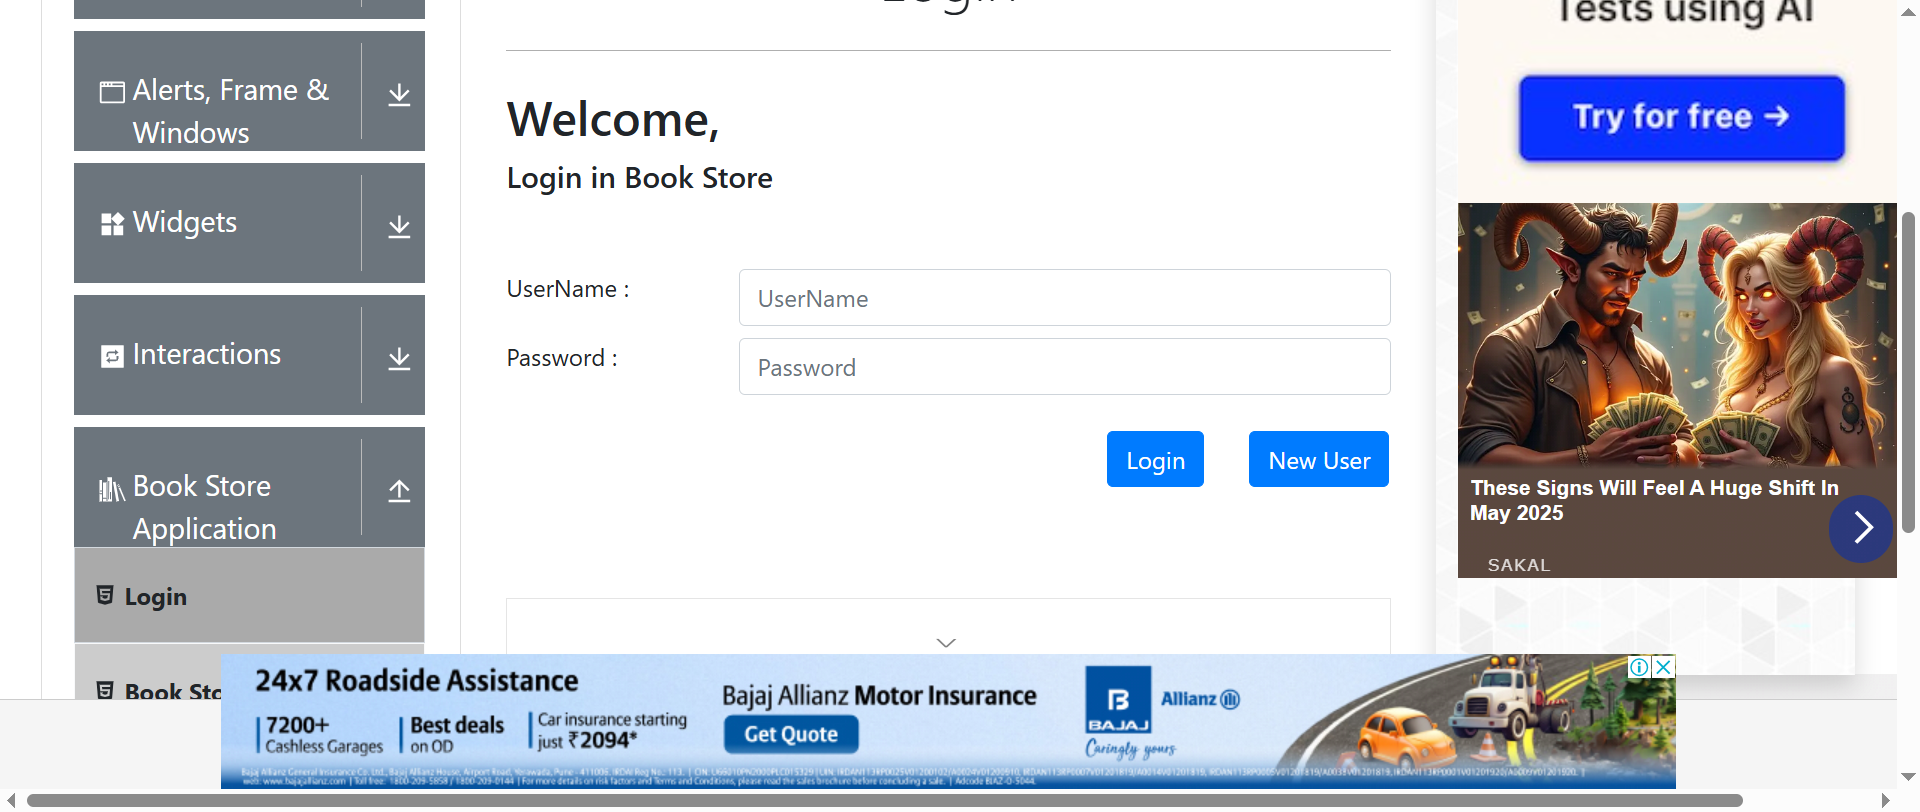 Login
Tests using AI
Try for free →
Alerts, Frame &
Windows
Widgets
Interactions
Book Store
Application
Login
Book Sto
Welcome,
Login in Book Store
UserName :
UserName
Password :
Password
Login
New User
These Signs Will Feel A Huge Shift In
May 2025
SAKAL
24x7 Roadside Assistance
7200+
Cashless Garages
Best deals
on OD
Car insurance starting
just ₹2094*
Bajaj Allianz Motor Insurance
Get Quote
B
BAJAJ
Allianz
Caringly yours